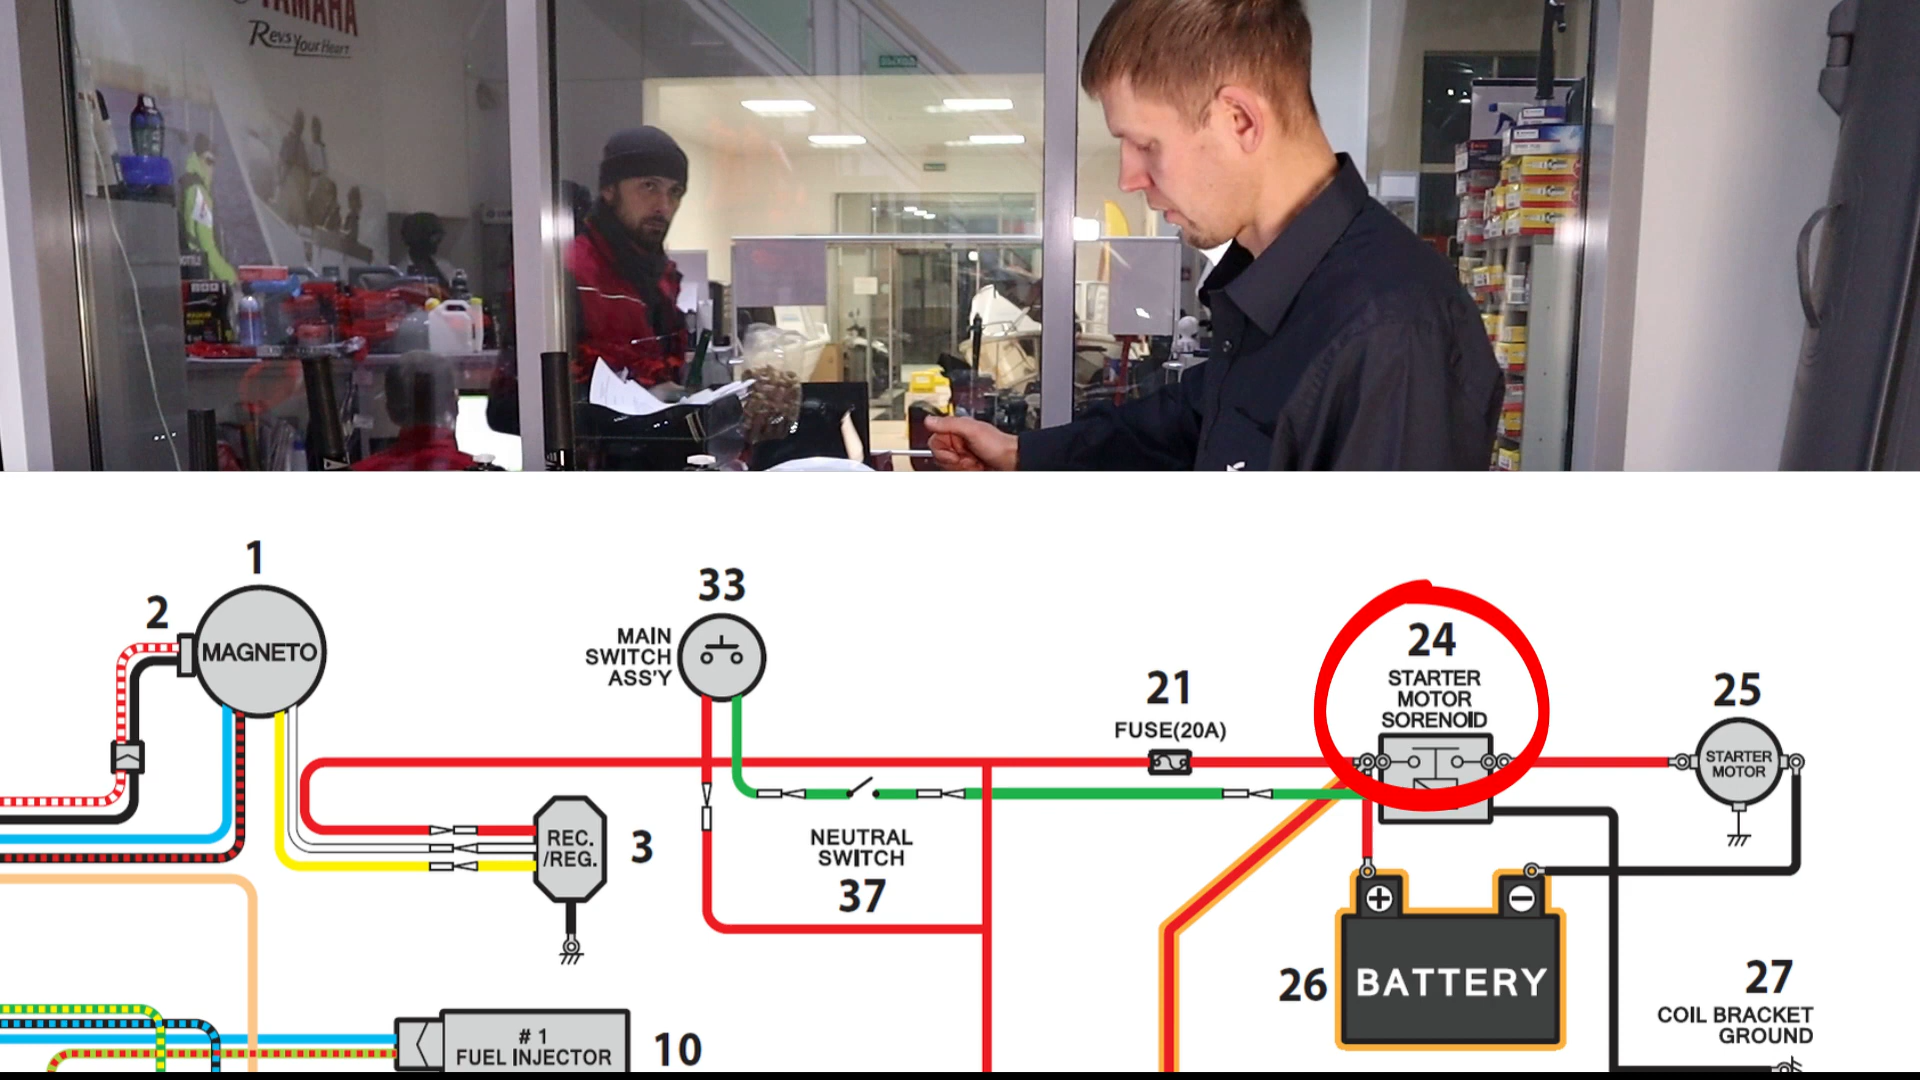 YAMAHA
Revs Your Heart
ВЫХОД
1
2
MAGNETO
33
MAIN
SWITCH
ASS'Y
21
FUSE(20A)
24
STARTER
MOTOR
SORENOID
25
STARTER
MOTOR
REC.
/REG.
3
NEUTRAL
SWITCH
37
+
−
26
BATTERY
27
COIL BRACKET
GROUND
# 1
FUEL INJECTOR
10